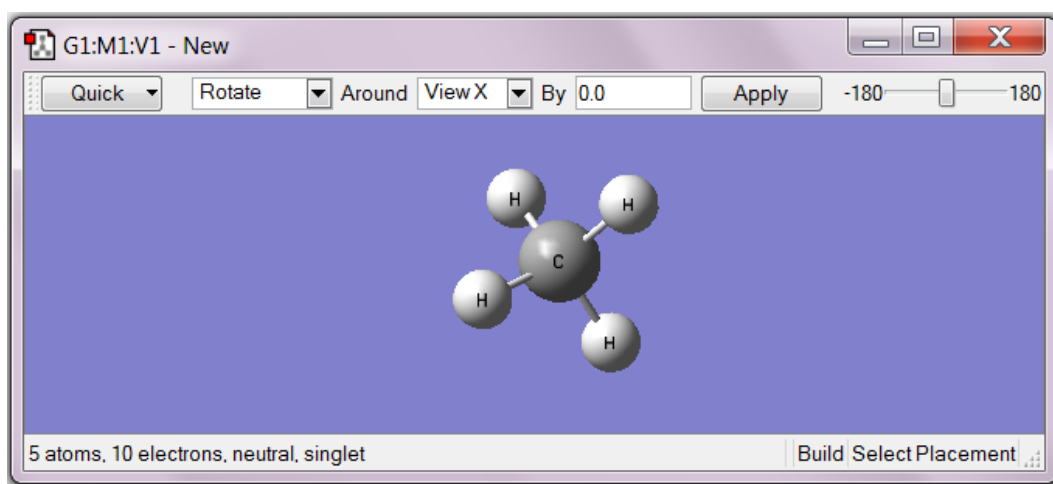 G1:M1:V1 - New
Quick Rotate Around View X By 0.0 Apply -180 180
H H
C
H
H
5 atoms, 10 electrons, neutral, singlet Build Select Placement